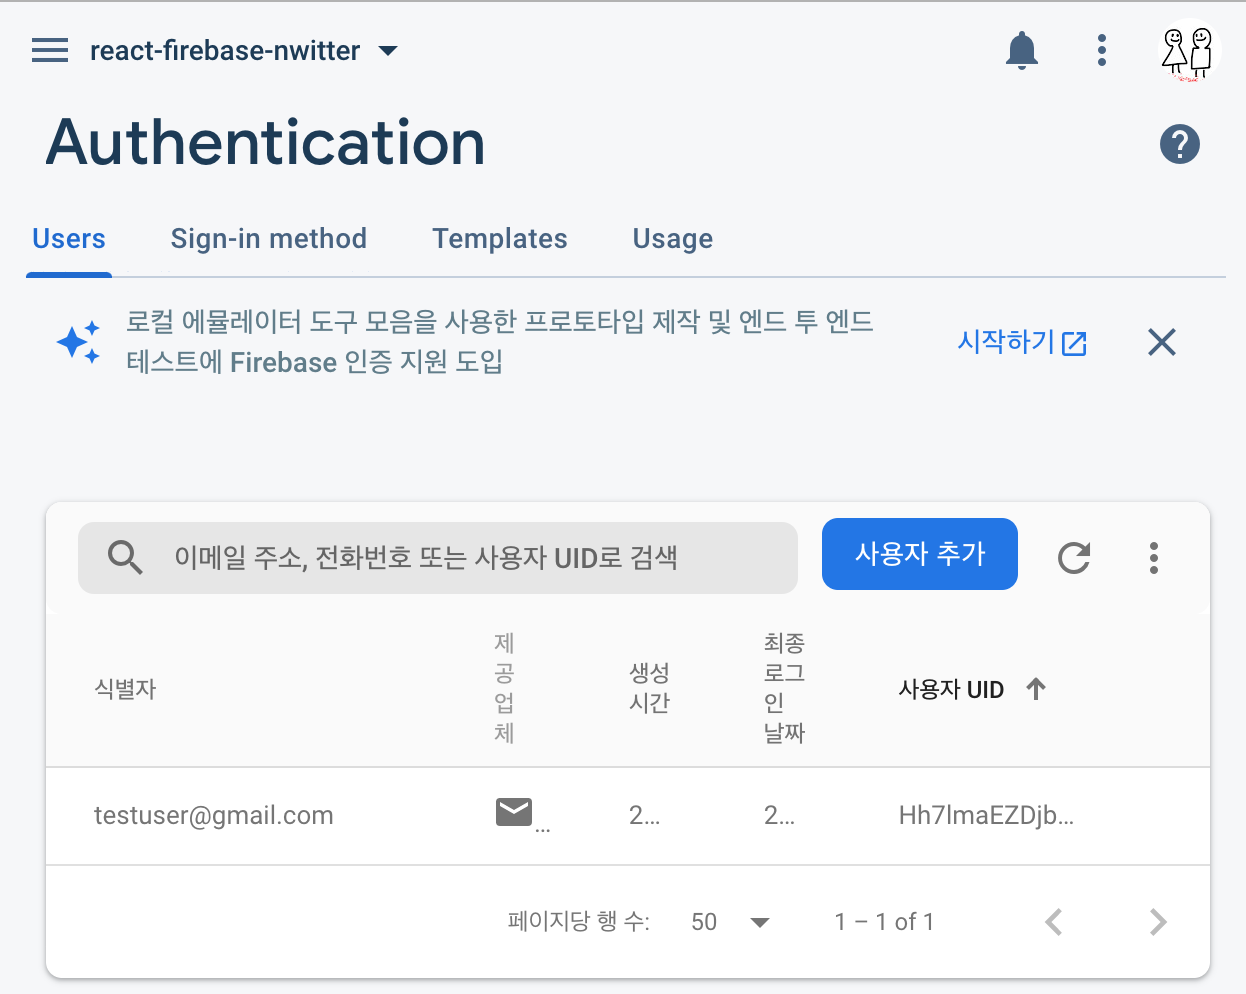 react-firebase-nwitter
Authentication
Users Sign-in method Templates Usage
로컬 에뮬레이터 도구 모음을 사용한 프로토타입 제작 및 엔드 투 엔드
테스트에 Firebase 인증 지원 도입
시작하기
이메일 주소, 전화번호 또는 사용자 UID로 검색
사용자 추가
식별자
제
공
업
체
생성
시간
최종
로그
인
날짜
사용자 UID
testuser@gmail.com ... 2... 2... Hh7lmaEZDjb...
페이지당 행 수: 50 1 – 1 of 1